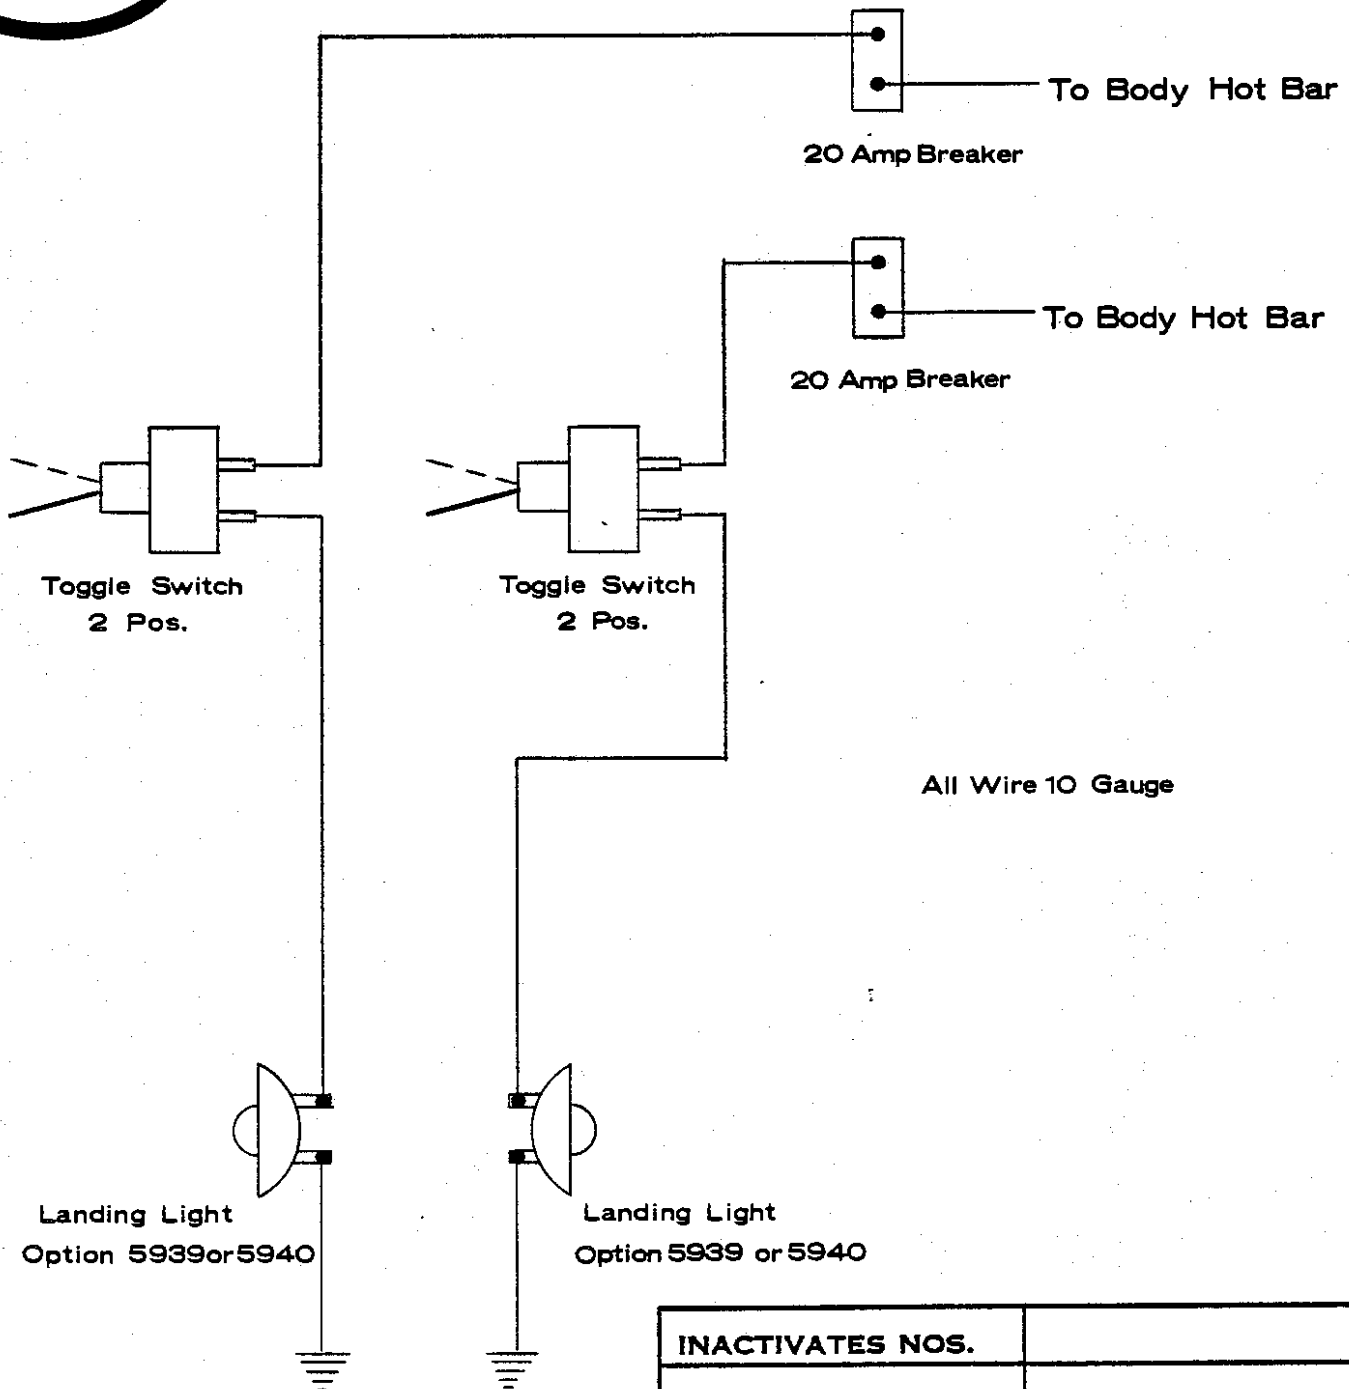 To Body Hot Bar
20 Amp Breaker
To Body Hot Bar
20 Amp Breaker
Toggle Switch
2 Pos.
Toggle Switch
2 Pos.
All Wire 10 Gauge
Landing Light
Option 5939or5940
Landing Light
Option 5939 or 5940
INACTIVATES NOS.